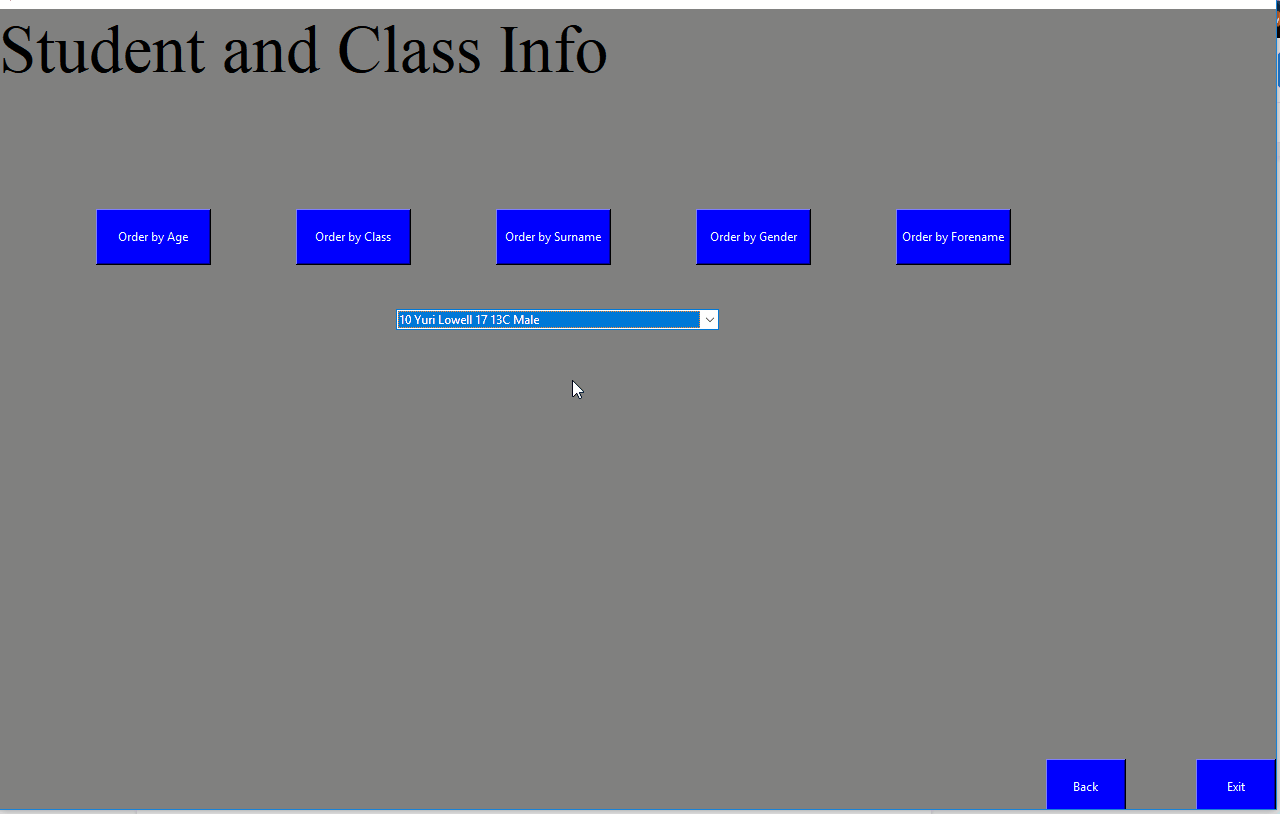 Student and Class Info
Order by Age
Order by Class
Order by Surname
Order by Gender
Order by Forename
10 Yuri Lowell 17 13C Male
Back
Exit